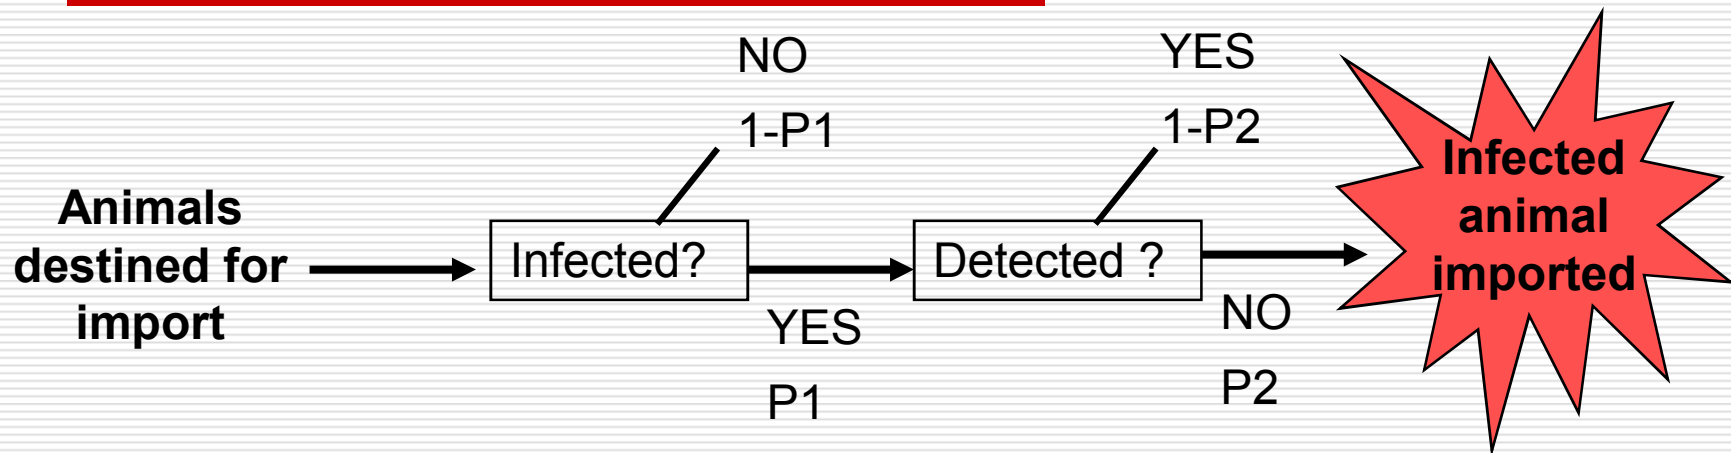 Animals
destined for
import
NO
1-P1
Infected?
YES
P1
YES
1-P2
Detected ?
NO
P2
Infected
animal
imported